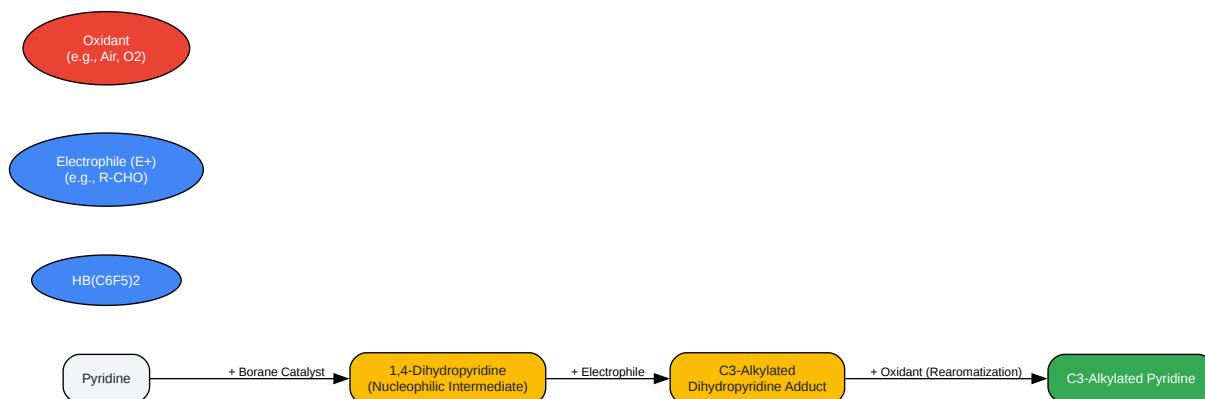 Oxidant
(e.g., Air, O2)
Electrophile (E+)
(e.g., R-CHO)
HB(C6F5)2
Pyridine
+ Borane Catalyst
1,4-Dihydropyridine
(Nucleophilic Intermediate)
+ Electrophile
C3-Alkylated
Dihydropyridine Adduct
+ Oxidant (Rearomatization)
C3-Alkylated Pyridine